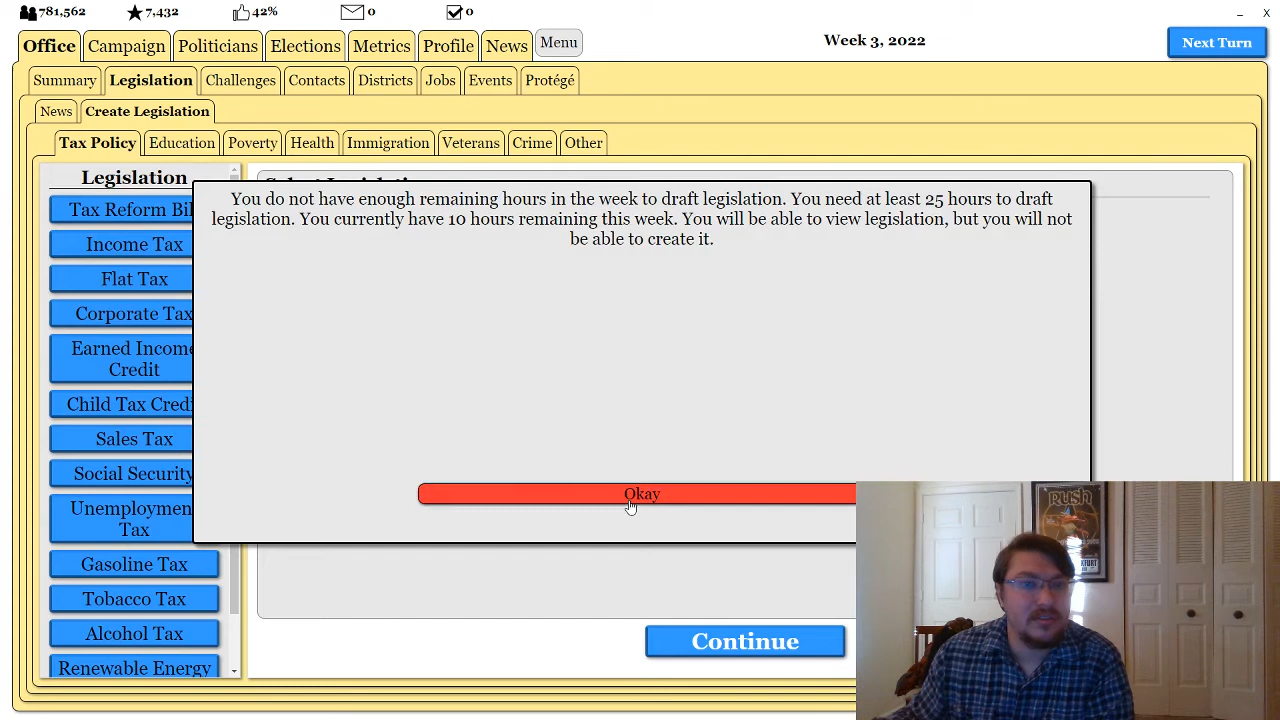 781,562 7,432 42% 0 0 _ X
Office Campaign Politicians Elections Metrics Profile News Menu Week 3, 2022 Next Turn
Summary Legislation Challenges Contacts Districts Jobs Events Protégé
News Create Legislation
Tax Policy Education Poverty Health Immigration Veterans Crime Other
Legislation
Tax Reform Bil
Income Tax
Flat Tax
Corporate Tax
Earned Income
Credit
Child Tax Credi
Sales Tax
Social Security
Unemploymen
Tax
Gasoline Tax
Tobacco Tax
Alcohol Tax
Renewable Energy
You do not have enough remaining hours in the week to draft legislation. You need at least 25 hours to draft
legislation. You currently have 10 hours remaining this week. You will be able to view legislation, but you will not
be able to create it.
Okay
Continue
RUSH